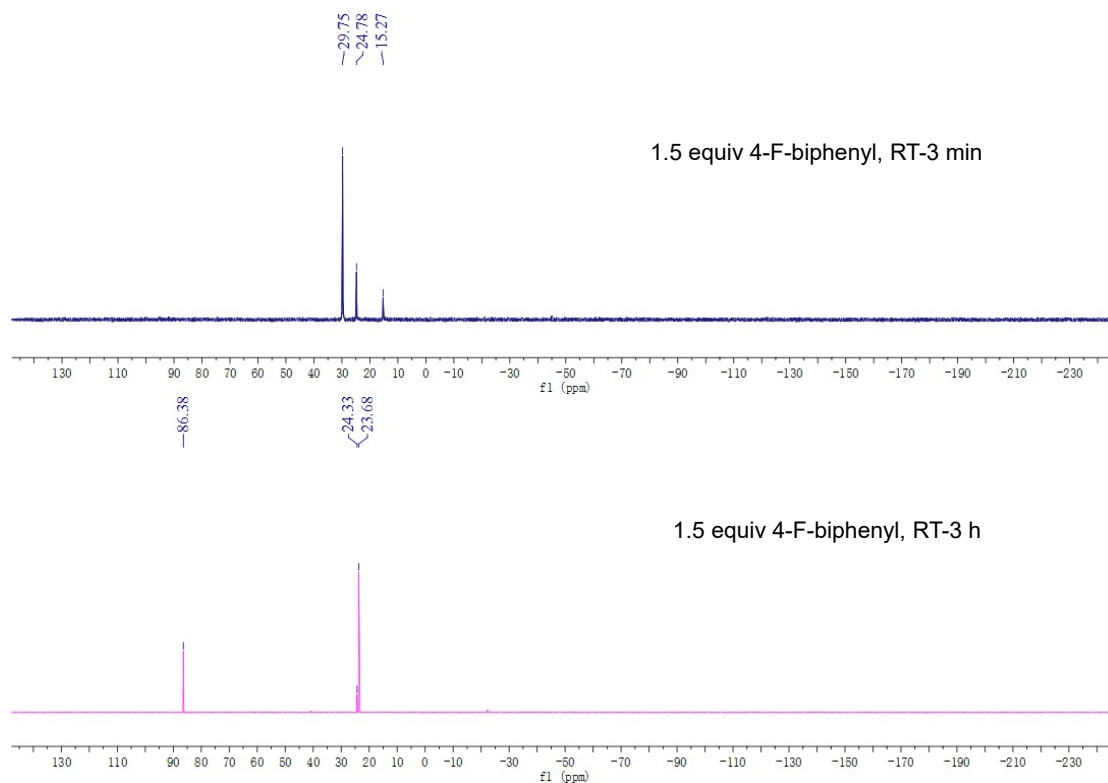 29.75
24.78
15.27
1.5 equiv 4-F-biphenyl, RT-3 min
130 110 90 80 70 60 50 40 30 20 10 0 -10 -30 -50 -70 -90 -110 -130 -150 -170 -190 -210 -230
f1 (ppm)
86.38
24.33
23.68
1.5 equiv 4-F-biphenyl, RT-3 h
130 110 90 80 70 60 50 40 30 20 10 0 -10 -30 -50 -70 -90 -110 -130 -150 -170 -190 -210 -230
f1 (ppm)